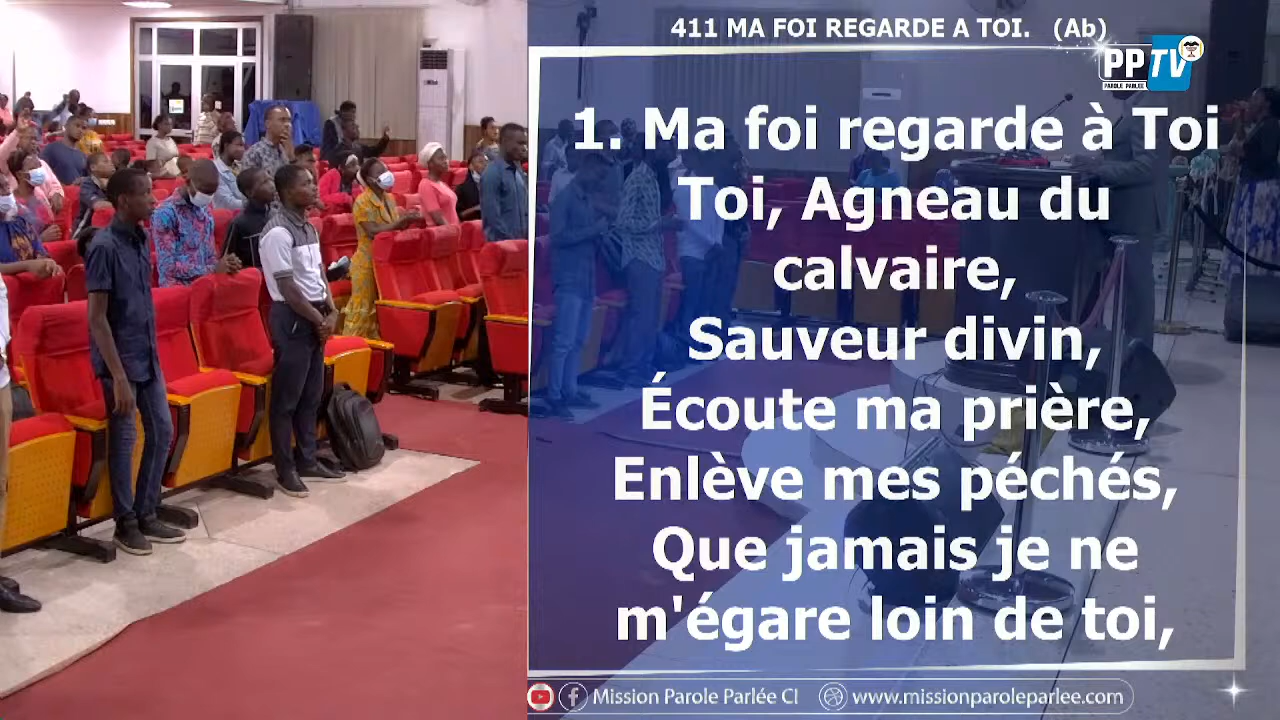 411 MA FOI REGARDE A TOI. (Ab)
PPTV
PAROLE PARLEE
1. Ma foi regarde à Toi
Toi, Agneau du
calvaire,
Sauveur divin,
Écoute ma prière,
Enlève mes péchés,
Que jamais je ne
m'égare loin de toi,
Mission Parole Parlée CI
www.missionparoleparlee.com